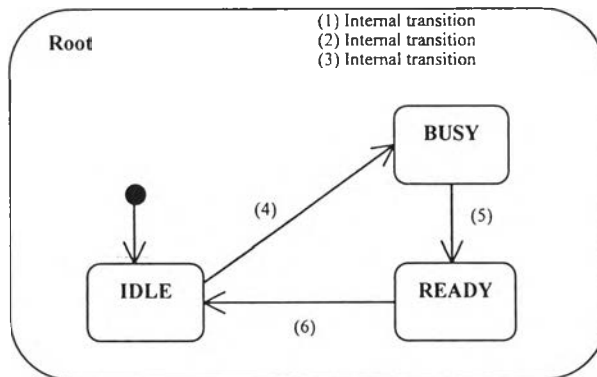 (1) Internal transition
Root
(2) Internal transition
(3) Internal transition
BUSY
(4)
(5)
IDLE
READY
(6)